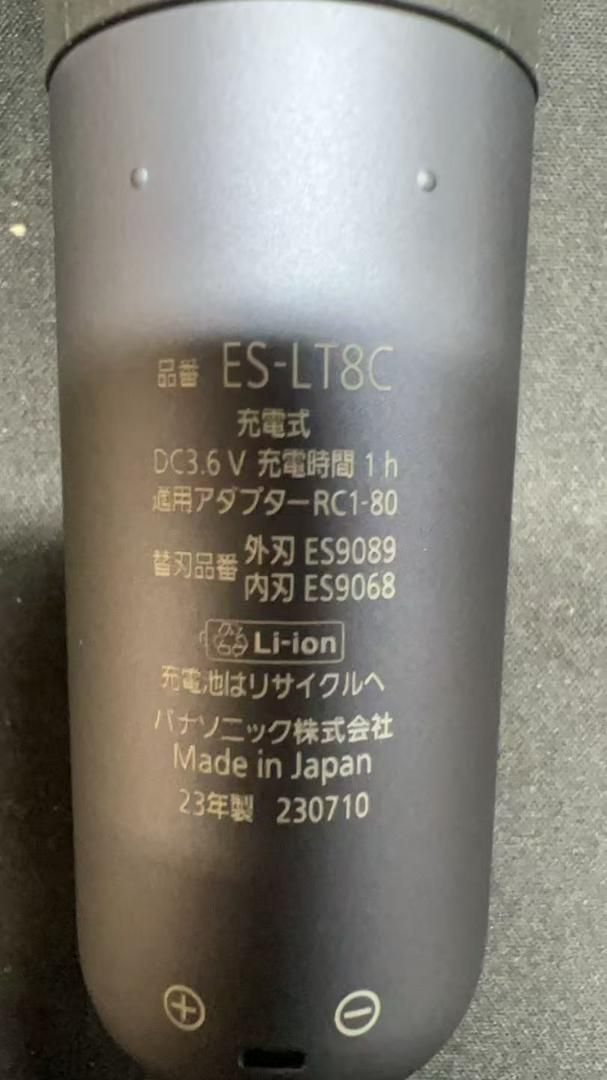 品番 ES-LT8C
充電式
DC3.6 V 充電時間 1 h
適用アダプターRC1-80
替刃品番 外刃 ES9089
内刃 ES9068
Li-ion
充電池はリサイクルへ
パナソニック株式会社
Made in Japan
23年製 230710
+ −